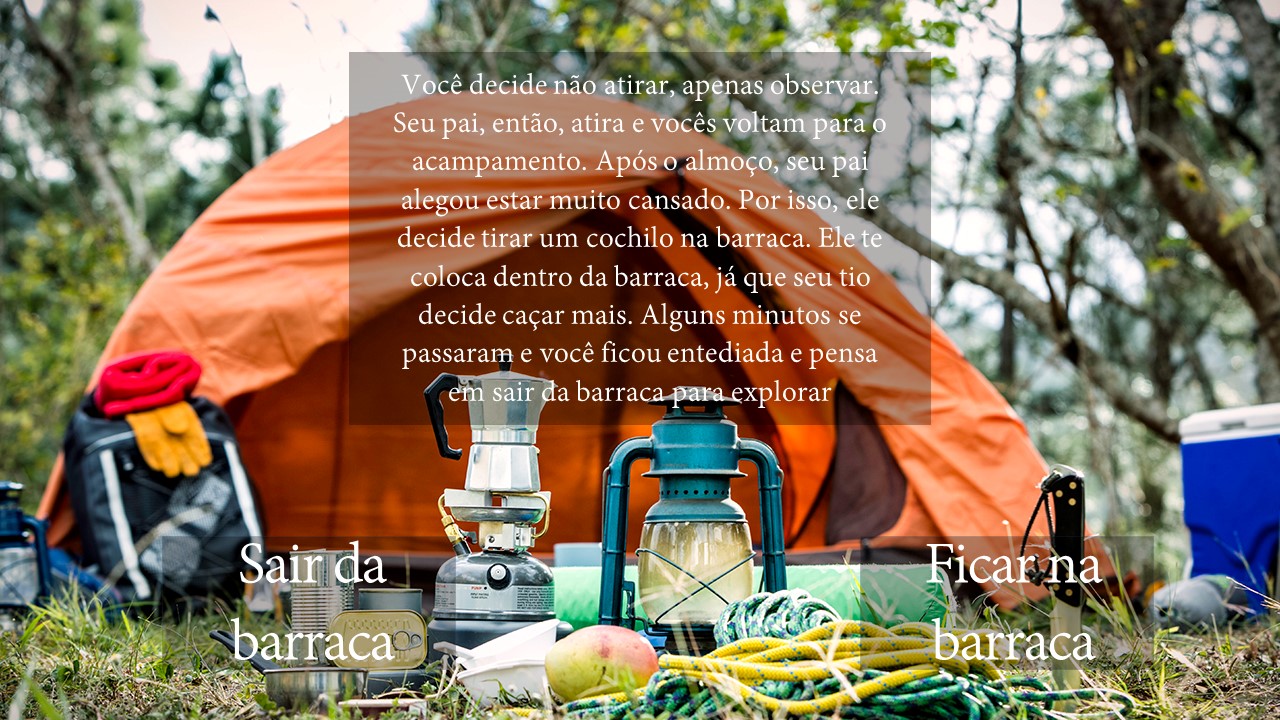 Você decide não atirar, apenas observar.
Seu pai, então, atira e vocês voltam para o
acampamento. Após o almoço, seu pai
alegou estar muito cansado. Por isso, ele
decide tirar um cochilo na barraca. Ele te
coloca dentro da barraca, já que seu tio
decide caçar mais. Alguns minutos se
passaram e você ficou entediada e pensa
em sair da barraca para explorar
Sair da
barraca
Ficar na
barraca